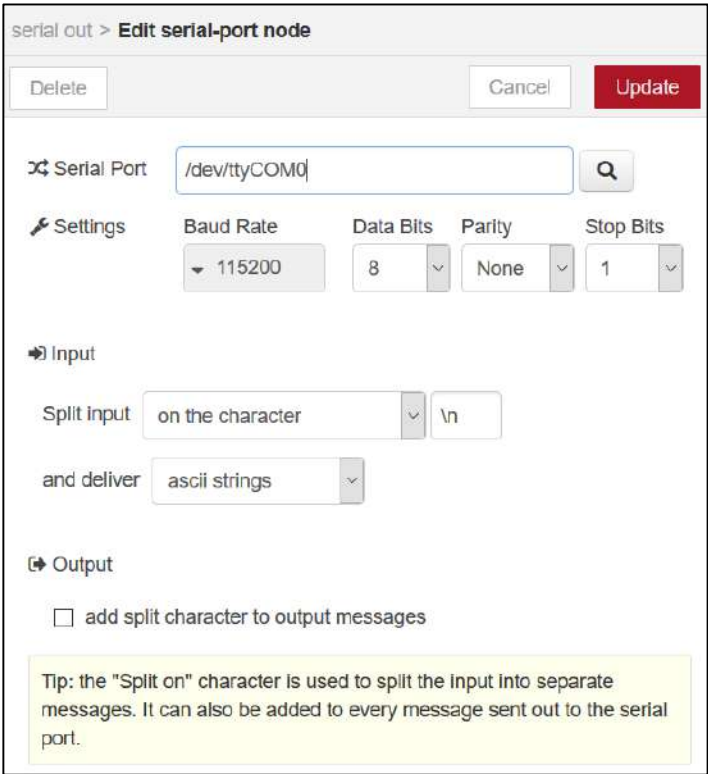 serial out > Edit serial-port node
Delete Cancel Update
Serial Port /dev/ttyCOM0
Settings Baud Rate Data Bits Parity Stop Bits
115200 8 None 1
Input
Split input on the character \n
and deliver ascii strings
Output
add split character to output messages
Tip: the "Split on" character is used to split the input into separate
messages. It can also be added to every message sent out to the serial
port.